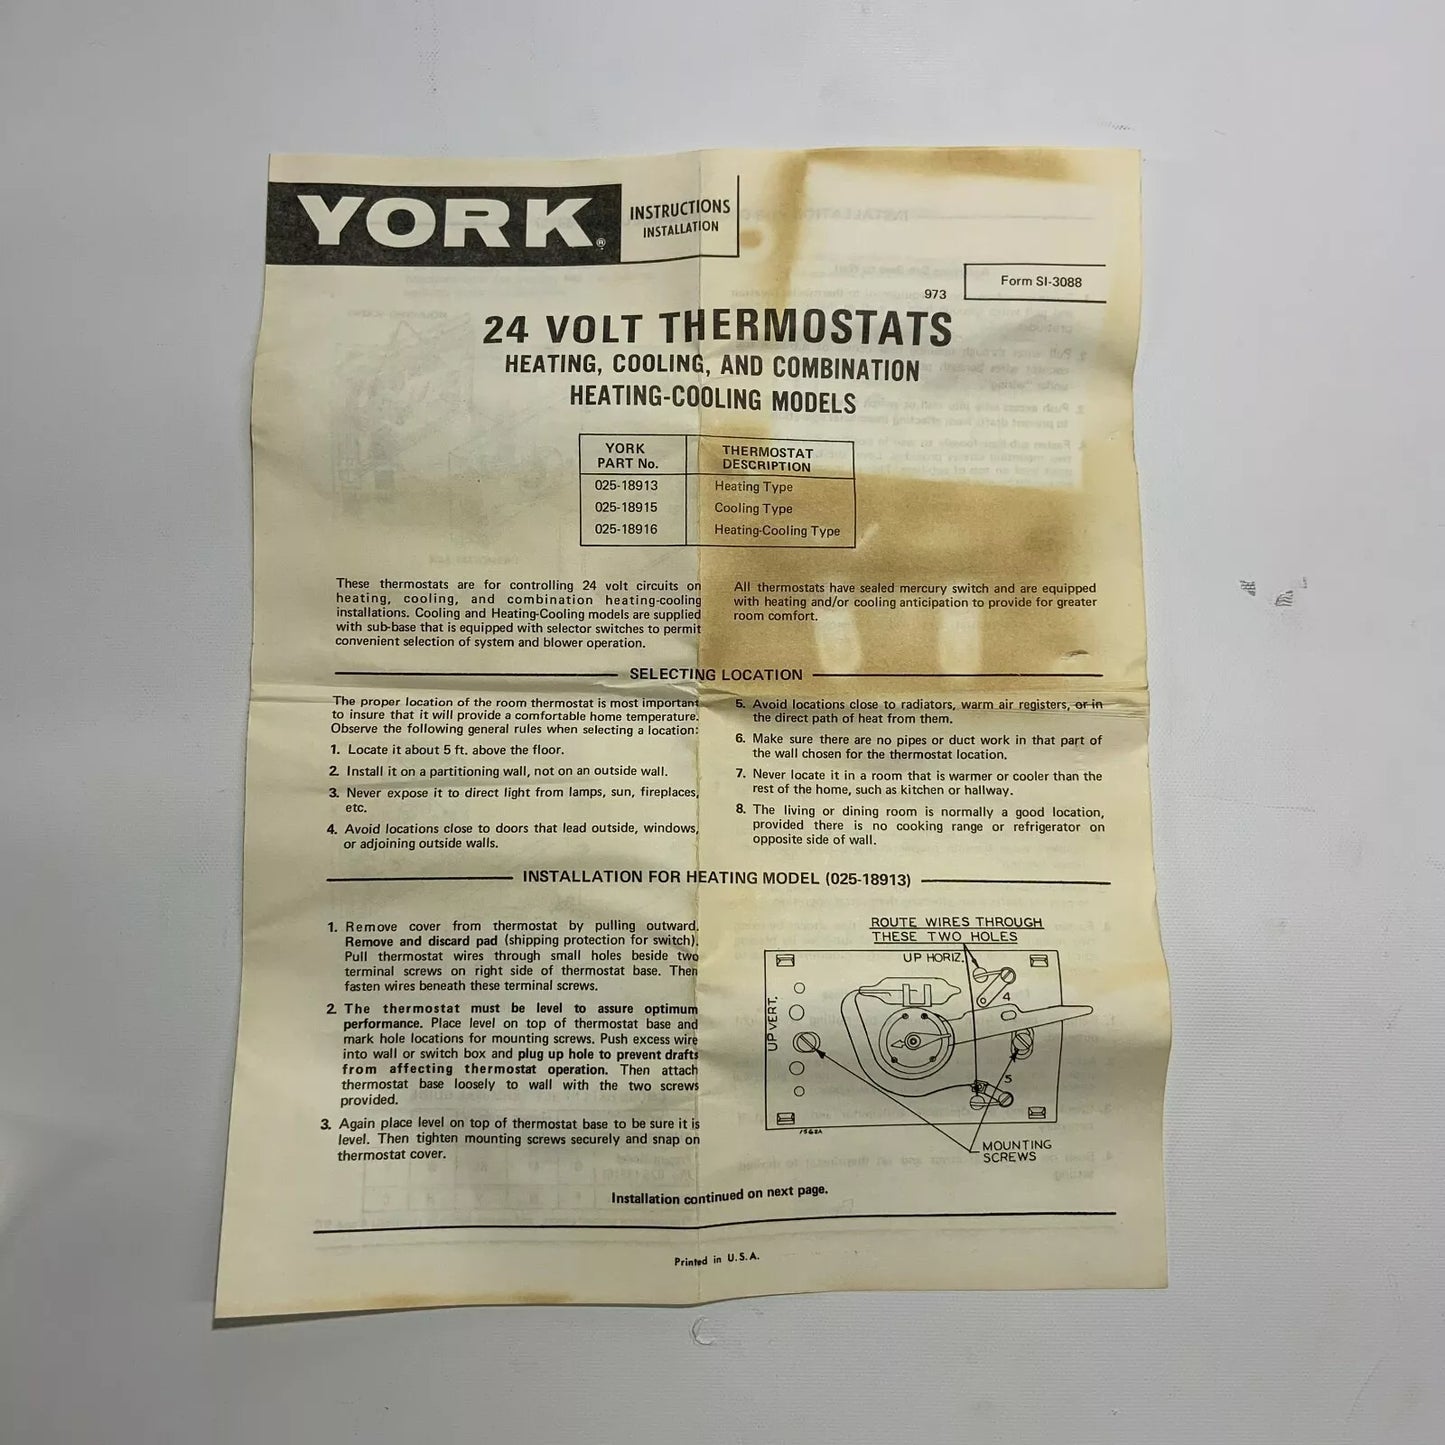 YORK®
INSTRUCTIONS
INSTALLATION
Form SI-3088
973
24 VOLT THERMOSTATS
HEATING, COOLING, AND COMBINATION
HEATING-COOLING MODELS
YORK PART No. THERMOSTAT DESCRIPTION
025-18913 Heating Type
025-18915 Cooling Type
025-18916 Heating-Cooling Type
These thermostats are for controlling 24 volt circuits on
heating, cooling, and combination heating-cooling
installations. Cooling and Heating-Cooling models are supplied
with sub-base that is equipped with selector switches to permit
convenient selection of system and blower operation.
All thermostats have sealed mercury switch and are equipped
with heating and/or cooling anticipation to provide for greater
room comfort.
SELECTING LOCATION
The proper location of the room thermostat is most important
to insure that it will provide a comfortable home temperature.
Observe the following general rules when selecting a location:
1. Locate it about 5 ft. above the floor.
2. Install it on a partitioning wall, not on an outside wall.
3. Never expose it to direct light from lamps, sun, fireplaces,
etc.
4. Avoid locations close to doors that lead outside, windows,
or adjoining outside walls.
5. Avoid locations close to radiators, warm air registers, or in
the direct path of heat from them.
6. Make sure there are no pipes or duct work in that part of
the wall chosen for the thermostat location.
7. Never locate it in a room that is warmer or cooler than the
rest of the home, such as kitchen or hallway.
8. The living or dining room is normally a good location,
provided there is no cooking range or refrigerator on
opposite side of wall.
INSTALLATION FOR HEATING MODEL (025-18913)
1. Remove cover from thermostat by pulling outward.
Remove and discard pad (shipping protection for switch).
Pull thermostat wires through small holes beside two
terminal screws on right side of thermostat base. Then
fasten wires beneath these terminal screws.
2. The thermostat must be level to assure optimum
performance. Place level on top of thermostat base and
mark hole locations for mounting screws. Push excess wire
into wall or switch box and plug up hole to prevent drafts
from affecting thermostat operation. Then attach
thermostat base loosely to wall with the two screws
provided.
3. Again place level on top of thermostat base to be sure it is
level. Then tighten mounting screws securely and snap on
thermostat cover.
ROUTE WIRES THROUGH
THESE TWO HOLES
UP HORIZ.
UP VERT.
4
5
1562A
MOUNTING
SCREWS
Installation continued on next page.
Printed in U.S.A.